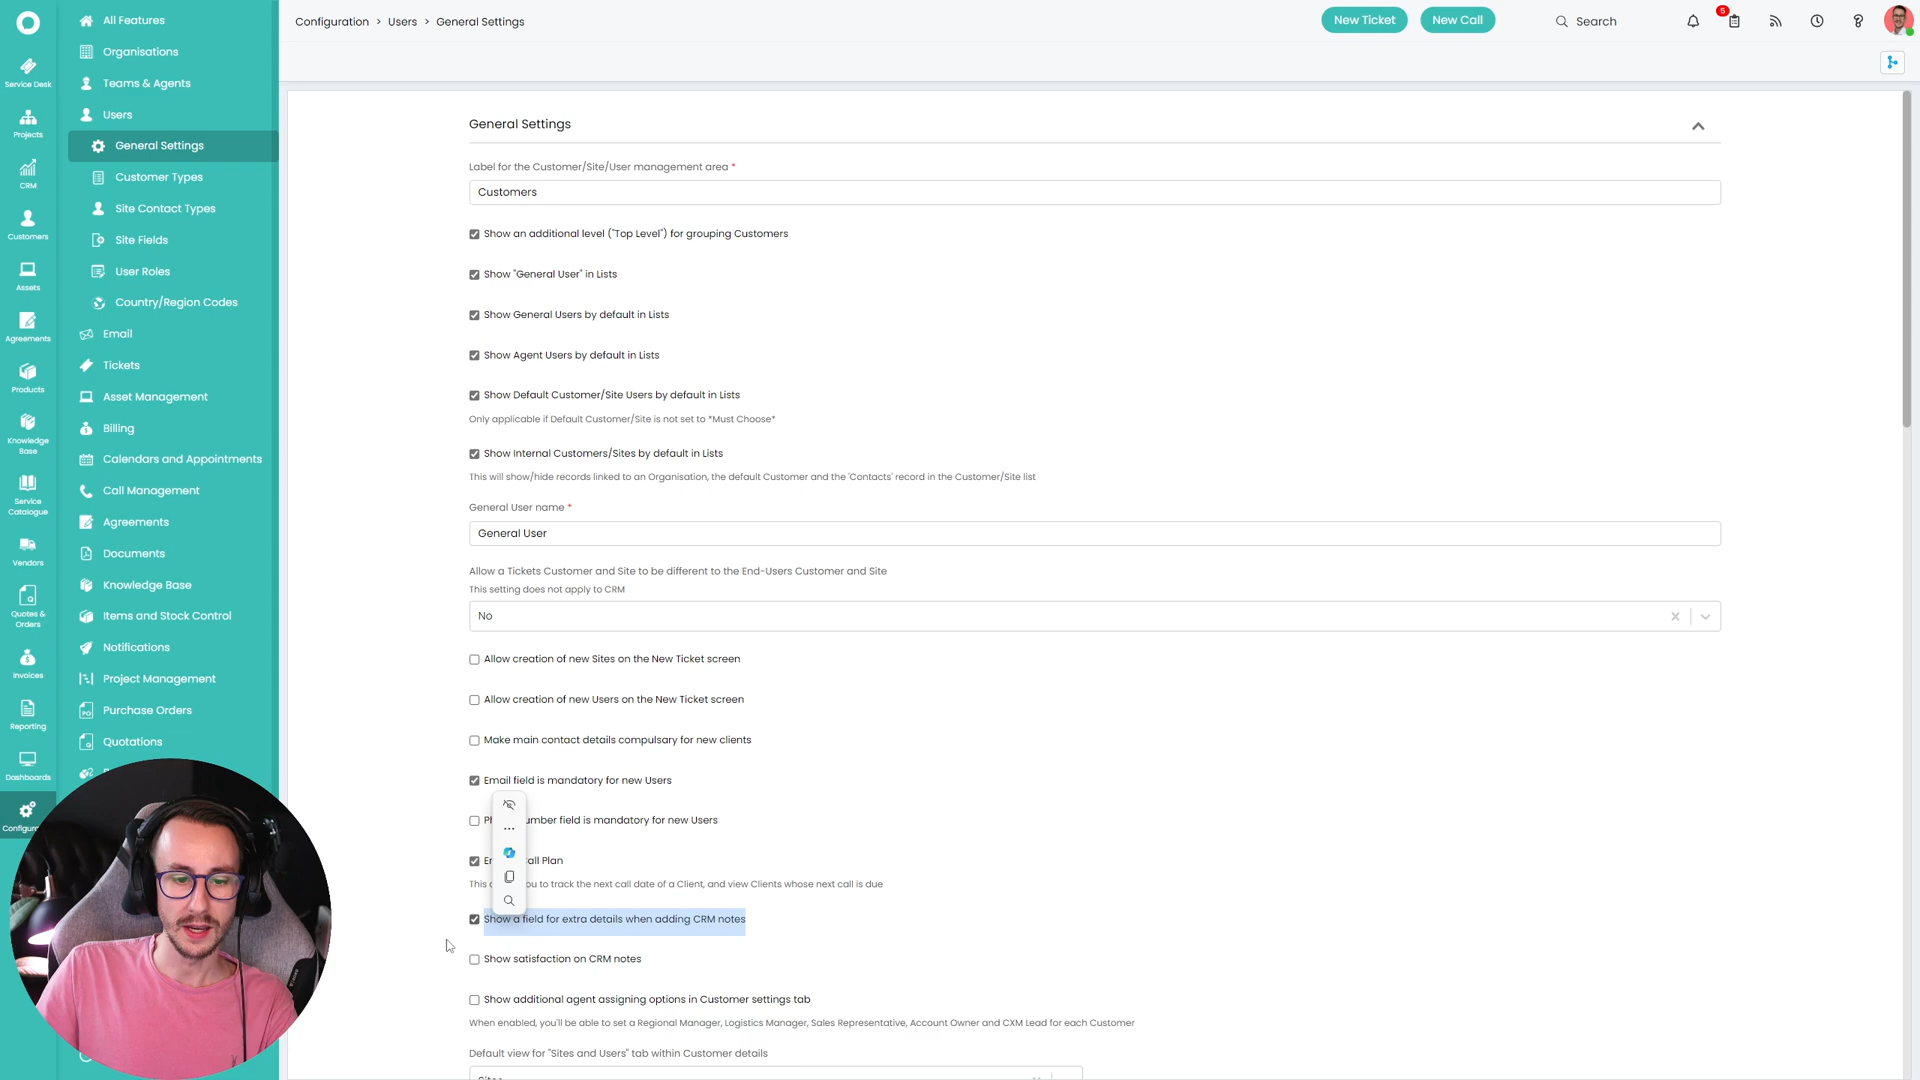 Configuration > Users > General Settings
New Ticket
New Call
Search
5
Service Desk
Projects
CRM
Customers
Assets
Agreements
Products
Knowledge
Base
Service
Catalogue
Vendors
Quotes &
Orders
Invoices
Reporting
Dashboards
All Features
Organisations
Teams & Agents
Users
General Settings
Customer Types
Site Contact Types
Site Fields
User Roles
Country/Region Codes
Email
Tickets
Asset Management
Billing
Calendars and Appointments
Call Management
Agreements
Documents
Knowledge Base
Items and Stock Control
Notifications
Project Management
Purchase Orders
Quotations
General Settings
Label for the Customer/Site/User management area *
Customers
Show an additional level ("Top Level") for grouping Customers
Show "General User" in Lists
Show General Users by default in Lists
Show Agent Users by default in Lists
Show Default Customer/Site Users by default in Lists
Only applicable if Default Customer/Site is not set to *Must Choose*
Show Internal Customers/Sites by default in Lists
This will show/hide records linked to an Organisation, the default Customer and the 'Contacts' record in the Customer/Site list
General User name *
General User
Allow a Tickets Customer and Site to be different to the End-Users Customer and Site
This setting does not apply to CRM
No
Allow creation of new Sites on the New Ticket screen
Allow creation of new Users on the New Ticket screen
Make main contact details compulsary for new clients
Email field is mandatory for new Users
field is mandatory for new Users
Plan
This you to track the next call date of a Client, and view Clients whose next call is due
Show a field for extra details when adding CRM notes
Show satisfaction on CRM notes
Show additional agent assigning options in Customer settings tab
When enabled, you'll be able to set a Regional Manager, Logistics Manager, Sales Representative, Account Owner and CXM Lead for each Customer
Default view for "Sites and Users" tab within Customer details